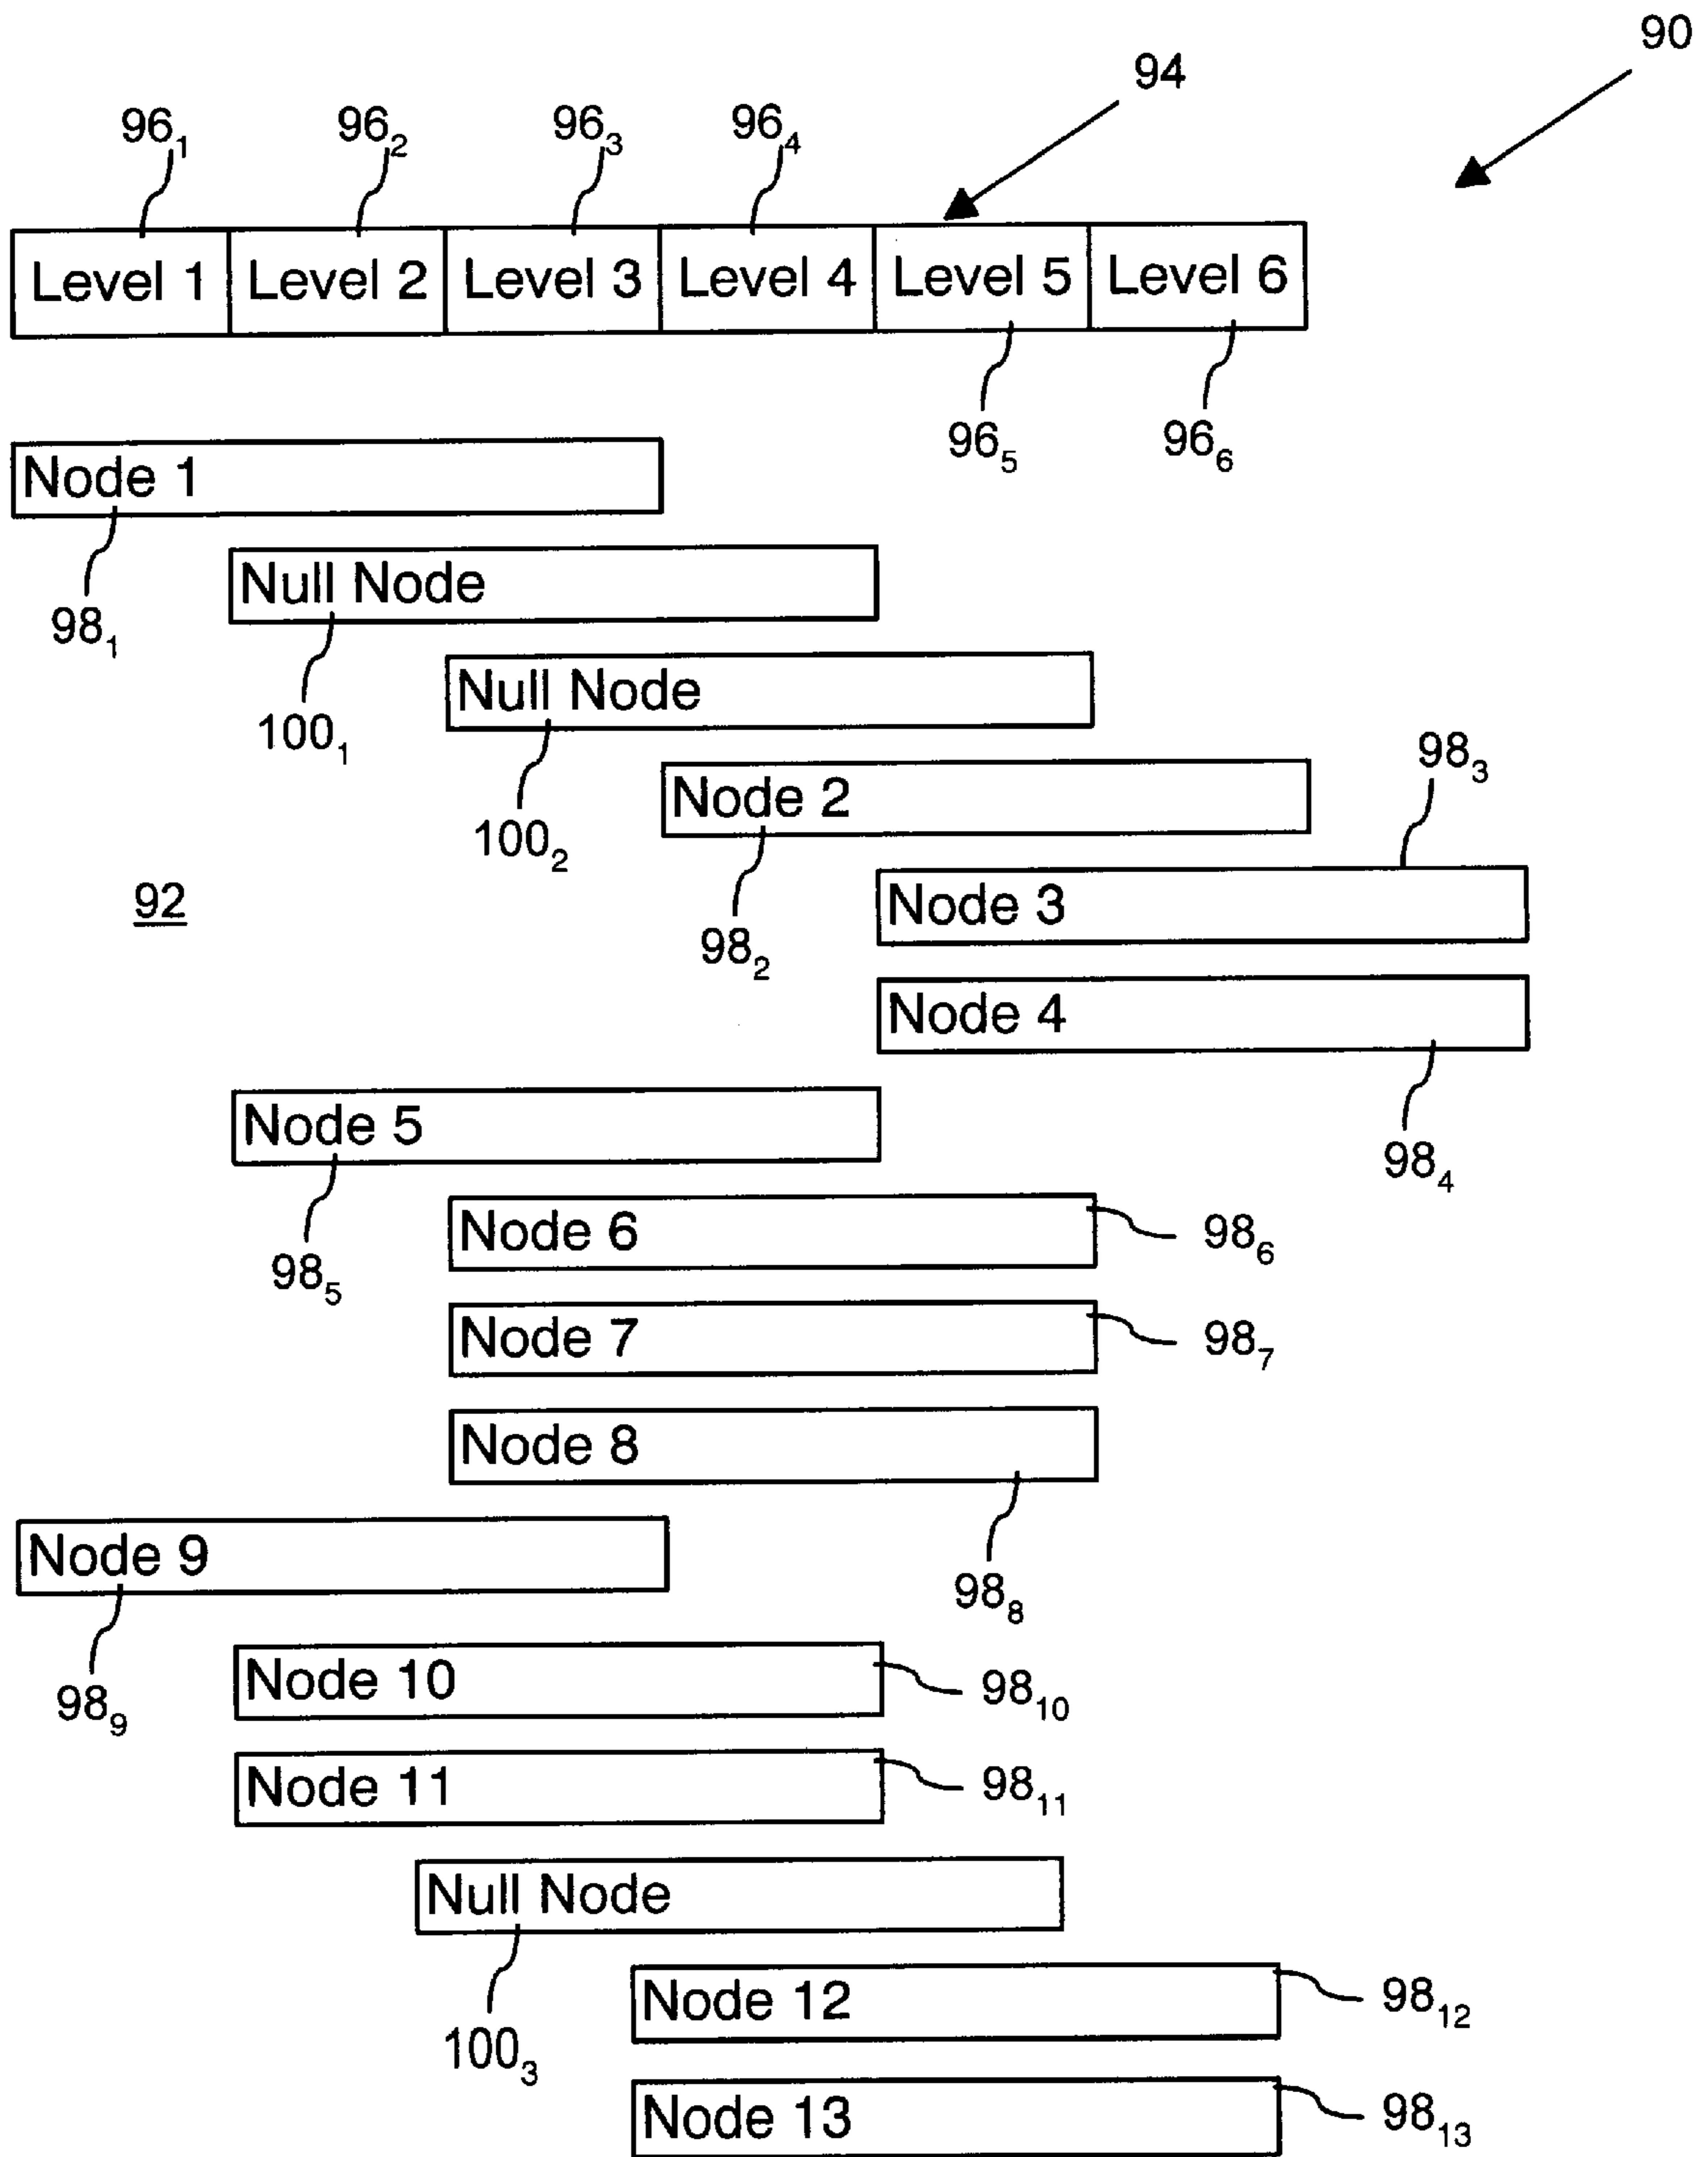 90
94
96₁ 96₂ 96₃ 96₄
Level 1 Level 2 Level 3 Level 4 Level 5 Level 6
96₅ 96₆
Node 1
98₁
Null Node
100₁
Null Node
100₂
98₃
Node 2
98₂
92
Node 3
Node 4
98₄
Node 5
98₅
Node 6 98₆
Node 7 98₇
Node 8
98₈
Node 9
98₉
Node 10 98₁₀
Node 11 98₁₁
Null Node
100₃
Node 12 98₁₂
Node 13 98₁₃